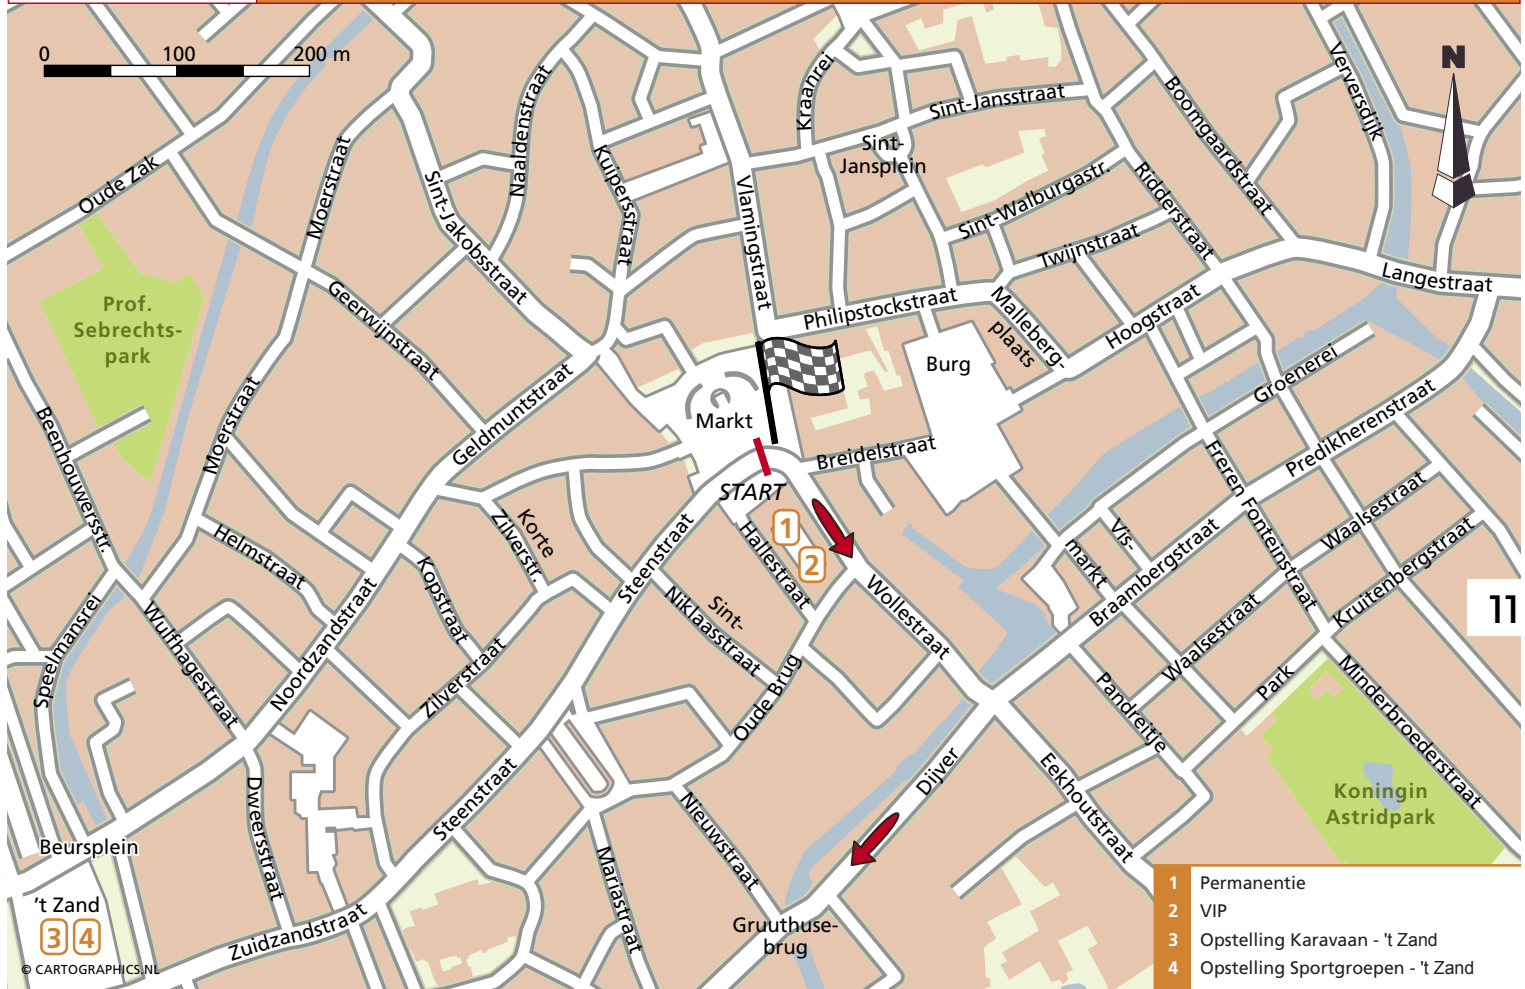 0 100 200 m
N
Oude Zak
Moerstraat
Sint-Jakobsstraat
Naaldenstraat
Kuipersstraat
Vlamingstraat
Kraanrei
Sint-
Jansplein
Sint-Jansstraat
Sint-Walburgastr.
Twijnstraat
Ridderstraat
Boomgaardstraat
Verversdijk
Langestraat
Prof.
Sebrechts-
park
Geerwijnstraat
Philipstockstraat
Malleberg-
plaats
Hoogstraat
Burg
Groenerei
Predikherenstraat
Beenhouwersstr.
Moerstraat
Geldmuntstraat
Markt
Breidelstraat
START
1
2
Korte
Zilverstr.
Helmstraat
Kopstraat
Steenstraat
Hallestraat
Sint-
Niklaasstraat
Wollestraat
Vis-
markt
Braambergstraat
Freren Fonteinstraat
Waalsestraat
Kruitenbergstraat
Waalsestraat
11
Speelmansrei
Wulfhagestraat
Noordzandstraat
Zilverstraat
Oude Brug
Pandreitje
Park
Minderbroederstraat
Koningin
Astridpark
Dijver
Eekhoutstraat
Steenstraat
Nieuwstraat
Mariastraat
Dweersstraat
Beursplein
't Zand
3 4
Zuidzandstraat
Gruuthuse-
brug
© CARTOGRAPHICS.NL
1 Permanentie
2 VIP
3 Opstelling Karavaan - 't Zand
4 Opstelling Sportgroepen - 't Zand